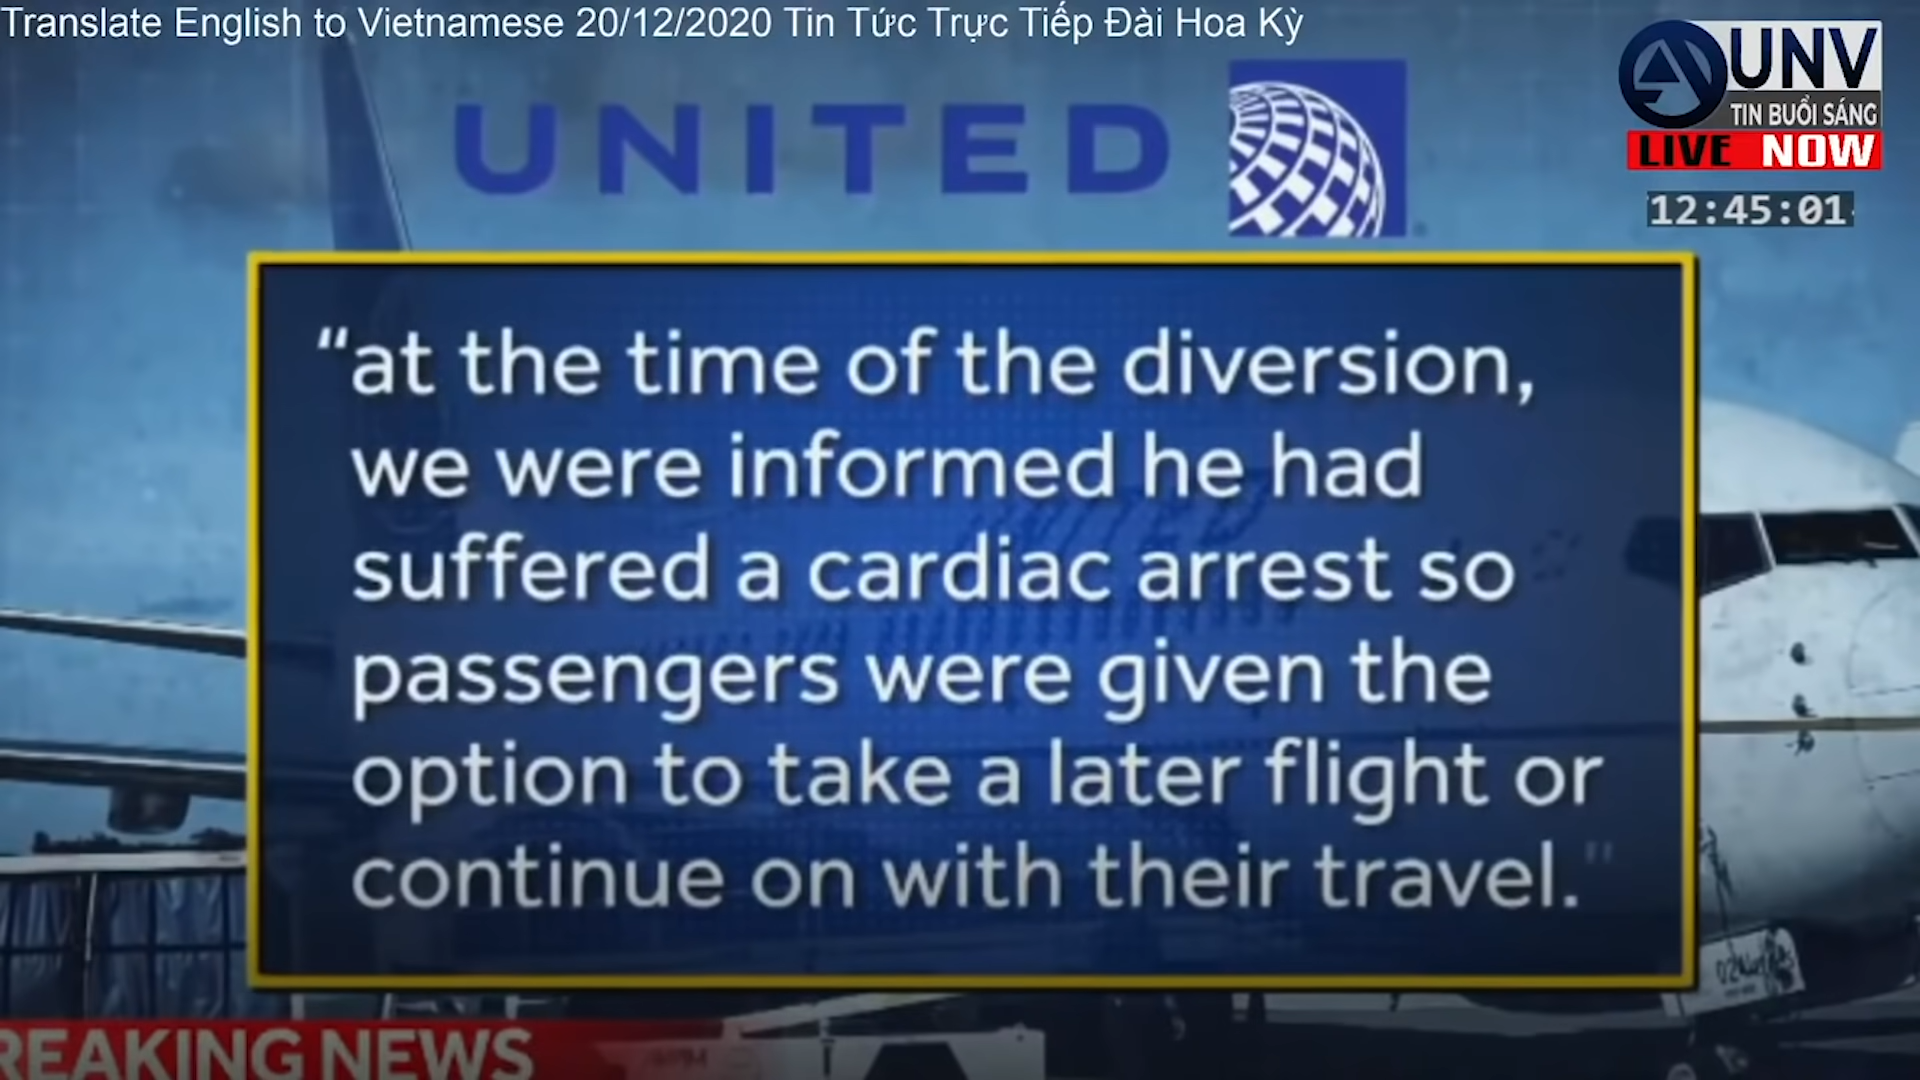 Translate English to Vietnamese 20/12/2020 Tin Tức Trực Tiếp Đài Hoa Kỳ
UNV
TIN BUỔI SÁNG
LIVE NOW
12:45:01
UNITED
“at the time of the diversion,
we were informed he had
suffered a cardiac arrest so
passengers were given the
option to take a later flight or
continue on with their travel."
REAKING NEWS